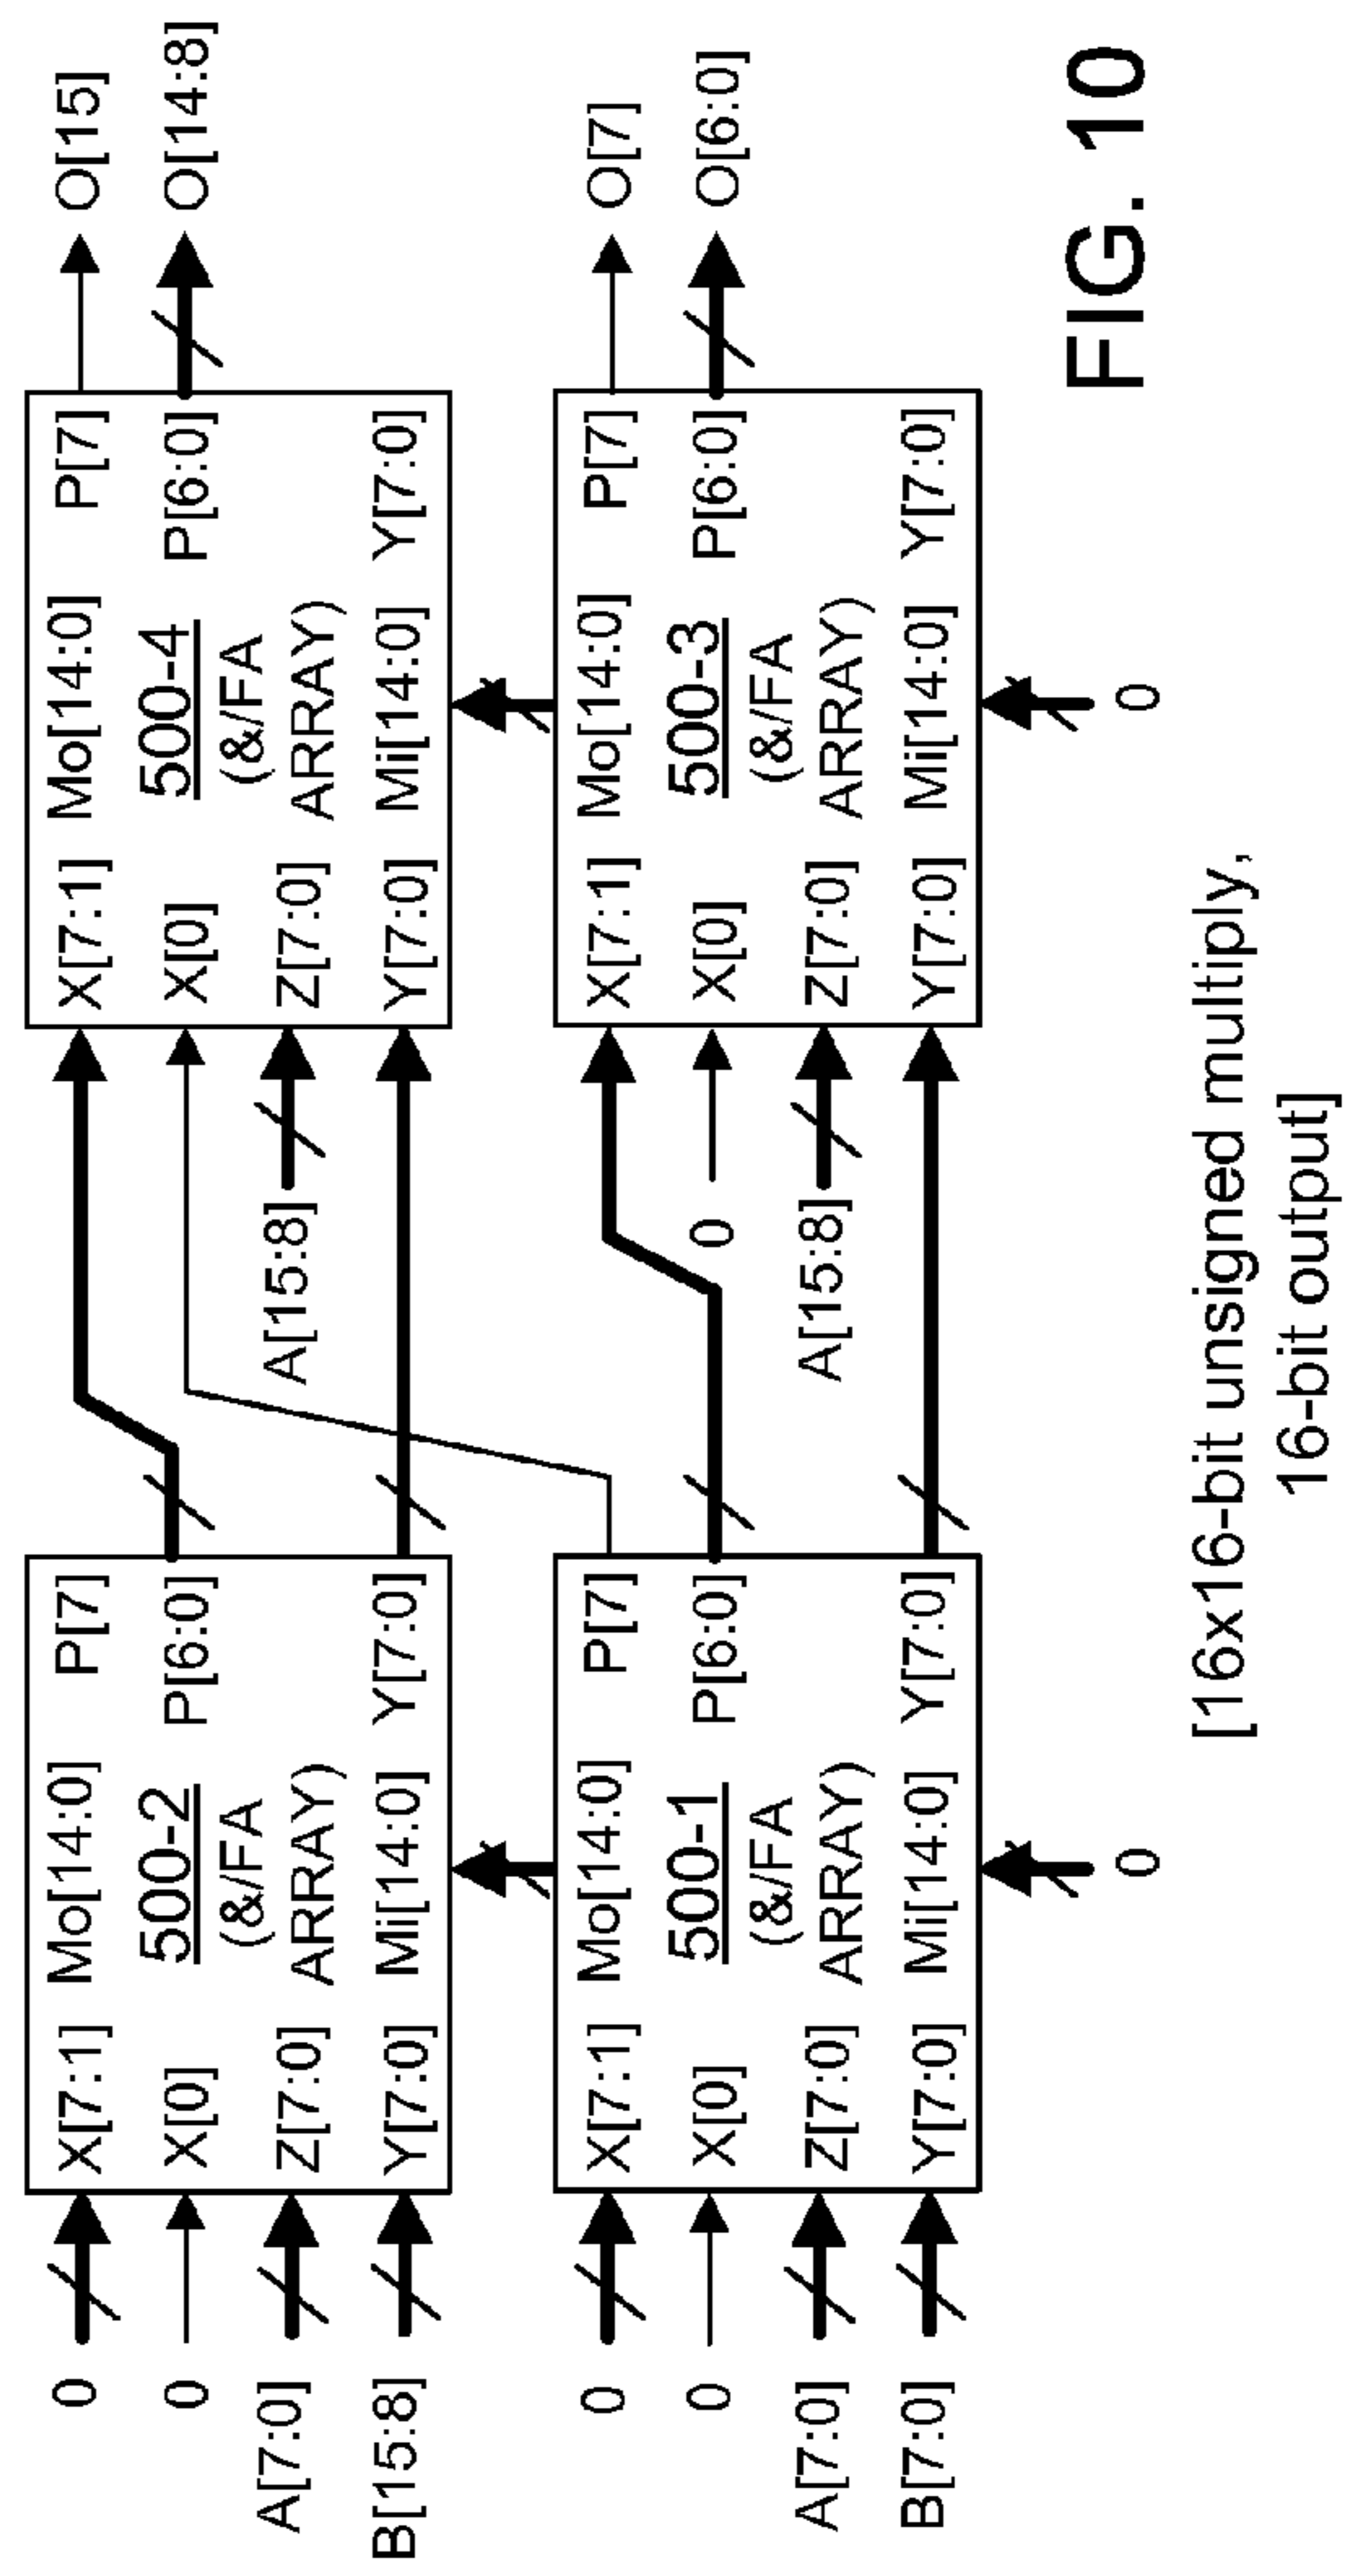 0 X[7:1] Mo[14:0] P[7] X[7:1] Mo[14:0] P[7] O[15]
0 X[0] 500-2 P[6:0] X[0] 500-4 P[6:0] O[14:8]
(&/FA (&/FA
A[7:0] Z[7:0] ARRAY) A[15:8] Z[7:0] ARRAY)
B[15:8] Y[7:0] Mi[14:0] Y[7:0] Y[7:0] Mi[14:0] Y[7:0]
0 X[7:1] Mo[14:0] P[7] X[7:1] Mo[14:0] P[7] O[7]
0 X[0] 500-1 P[6:0] 0 X[0] 500-3 P[6:0] O[6:0]
(&/FA (&/FA
A[7:0] Z[7:0] ARRAY) A[15:8] Z[7:0] ARRAY)
B[7:0] Y[7:0] Mi[14:0] Y[7:0] Y[7:0] Mi[14:0] Y[7:0]
0 0
FIG. 10
[16x16-bit unsigned multiply,
16-bit output]